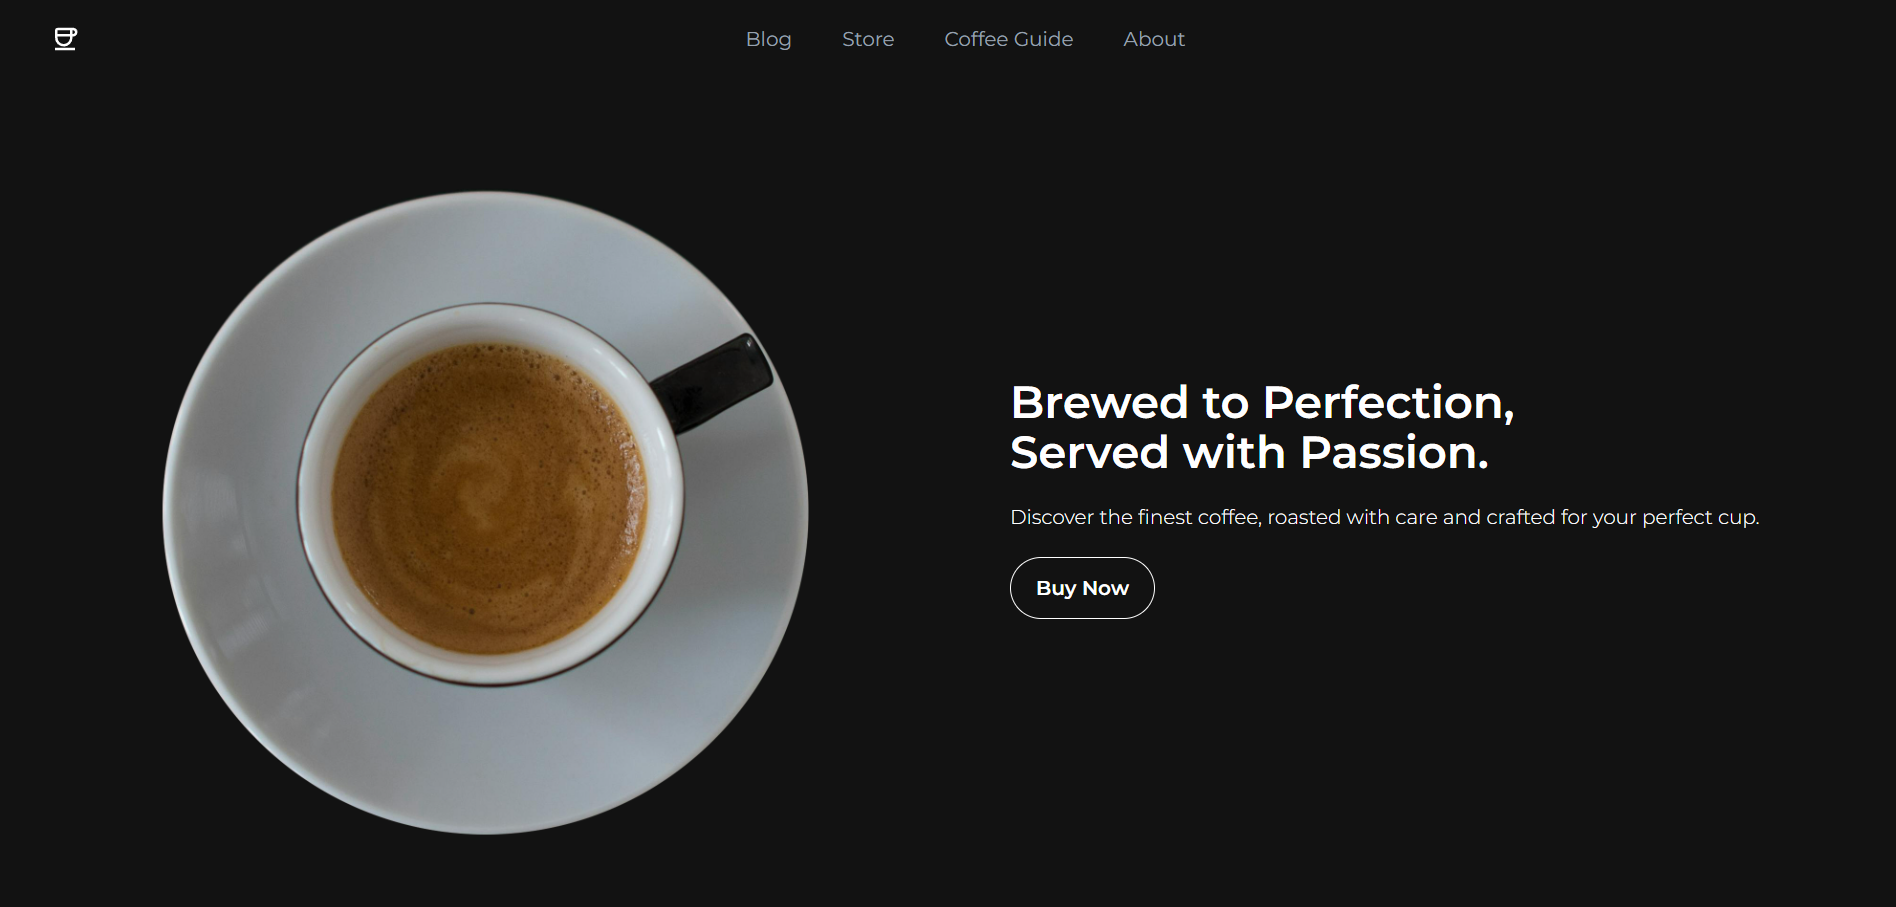 Blog Store Coffee Guide About
Brewed to Perfection,
Served with Passion.
Discover the finest coffee, roasted with care and crafted for your perfect cup.
Buy Now